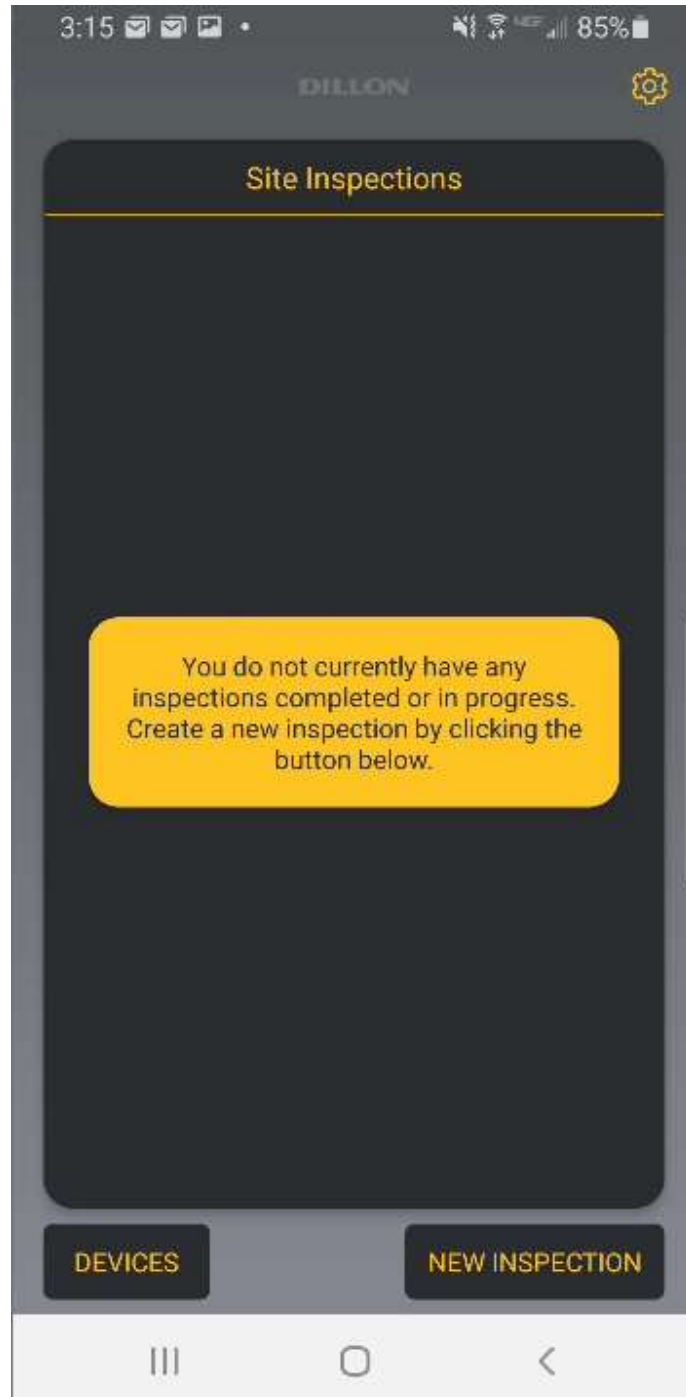 3:15 85%
DILLON
Site Inspections
You do not currently have any
inspections completed or in progress.
Create a new inspection by clicking the
button below.
DEVICES NEW INSPECTION